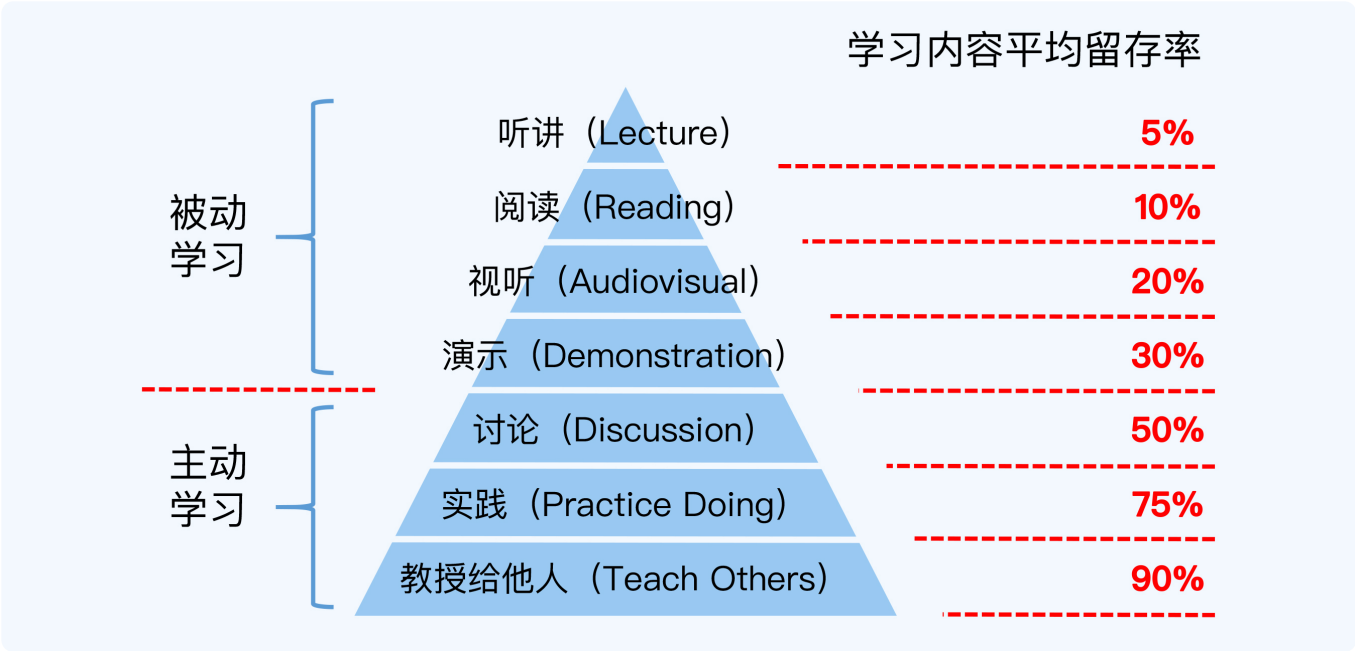 学习内容平均留存率
听讲（Lecture） 5%
阅读（Reading） 10%
被动
学习
视听（Audiovisual） 20%
演示（Demonstration） 30%
讨论（Discussion） 50%
主动
学习
实践（Practice Doing） 75%
教授给他人（Teach Others） 90%